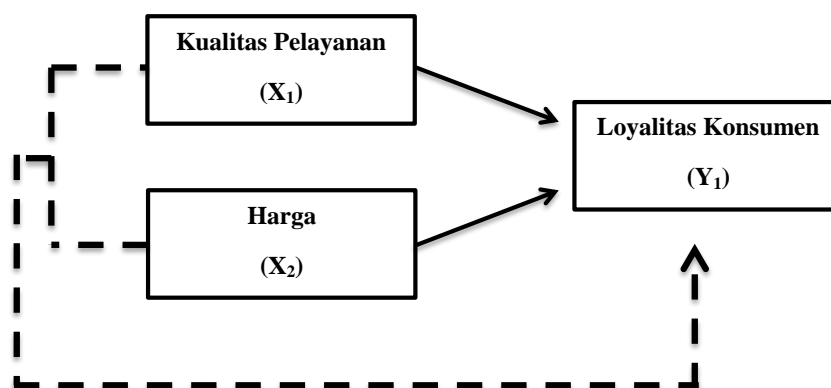 Kualitas Pelayanan
(X₁)
Loyalitas Konsumen
(Y₁)
Harga
(X₂)